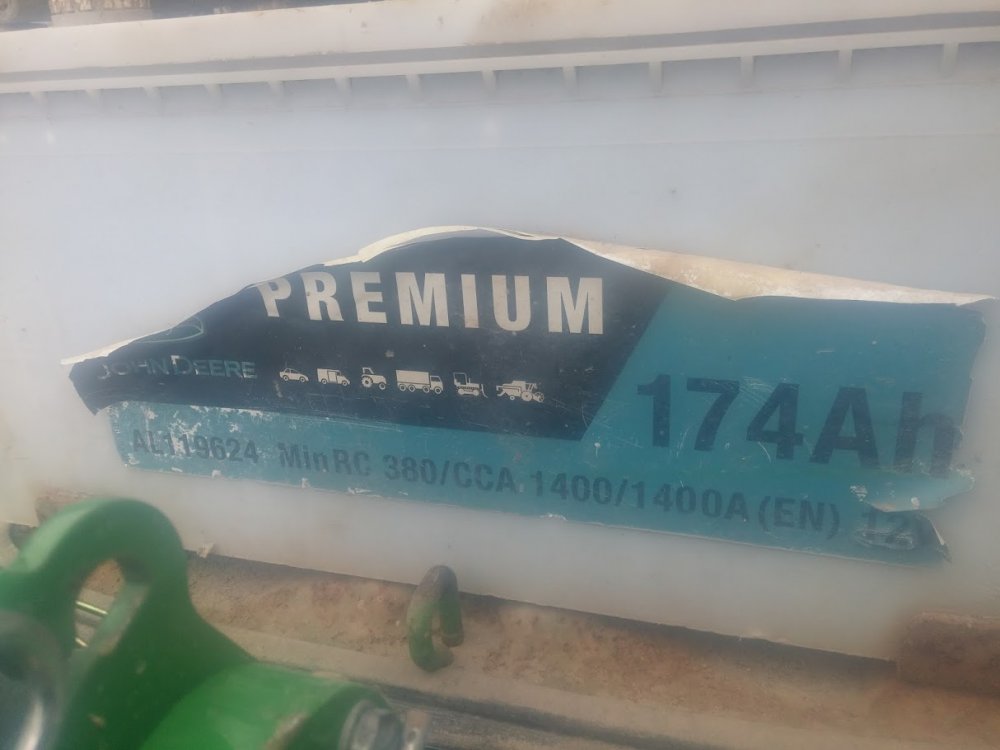 PREMIUM
JOHN DEERE
174Ah
AL119624 Min RC 380/CCA 1400/1400A (EN) 12